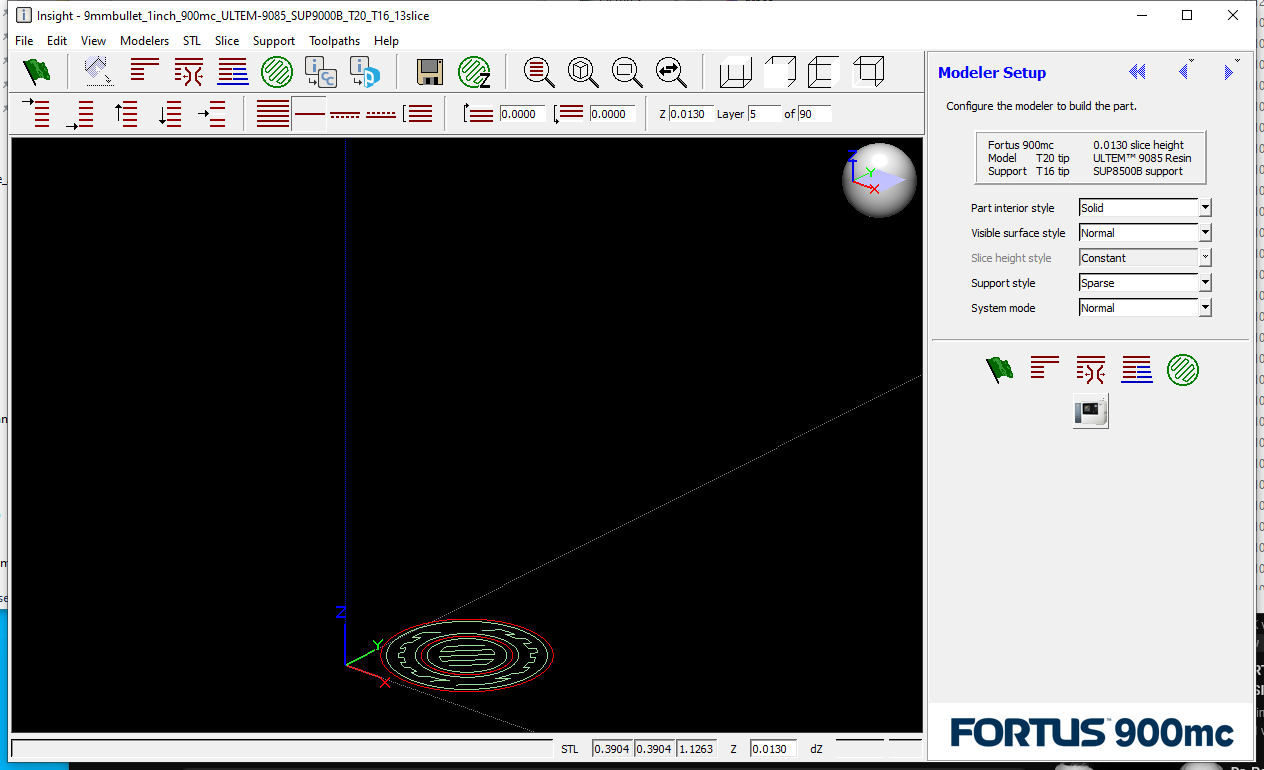 Insight - 9mmbullet_1inch_900mc_ULTEM-9085_SUP9000B_T20_T16_13slice
File Edit View Modelers STL Slice Support Toolpaths Help
0.0000 0.0000 Z 0.0130 Layer 5 of 90
Z
Y
X
Z
Y
X
STL 0.3904 0.3904 1.1263 Z 0.0130 dZ
Modeler Setup
Configure the modeler to build the part.
Fortus 900mc 0.0130 slice height
Model T20 tip ULTEM™ 9085 Resin
Support T16 tip SUP8500B support
Part interior style Solid
Visible surface style Normal
Slice height style Constant
Support style Sparse
System mode Normal
FORTUS™ 900mc